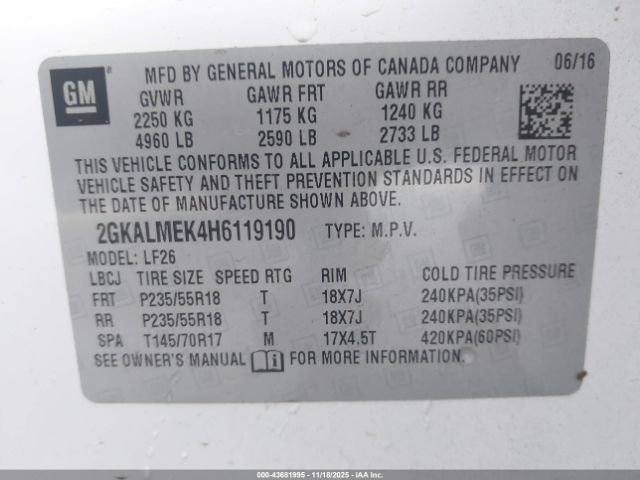 GM
MFD BY GENERAL MOTORS OF CANADA COMPANY 06/16
GVWR GAWR FRT GAWR RR
2250 KG 1175 KG 1240 KG
4960 LB 2590 LB 2733 LB
THIS VEHICLE CONFORMS TO ALL APPLICABLE U.S. FEDERAL MOTOR
VEHICLE SAFETY AND THEFT PREVENTION STANDARDS IN EFFECT ON
THE DATE OF MANUFACTURE SHOWN ABOVE.
2GKALMEK4H6119190 TYPE: M.P.V.
MODEL: LF26
LBCJ TIRE SIZE SPEED RTG RIM COLD TIRE PRESSURE
FRT P235/55R18 T 18X7J 240KPA(35PSI)
RR P235/55R18 T 18X7J 240KPA(35PSI)
SPA T145/70R17 M 17X4.5T 420KPA(60PSI)
SEE OWNER'S MANUAL FOR MORE INFORMATION.
000-43681995 - 11/18/2025 - IAA Copyright